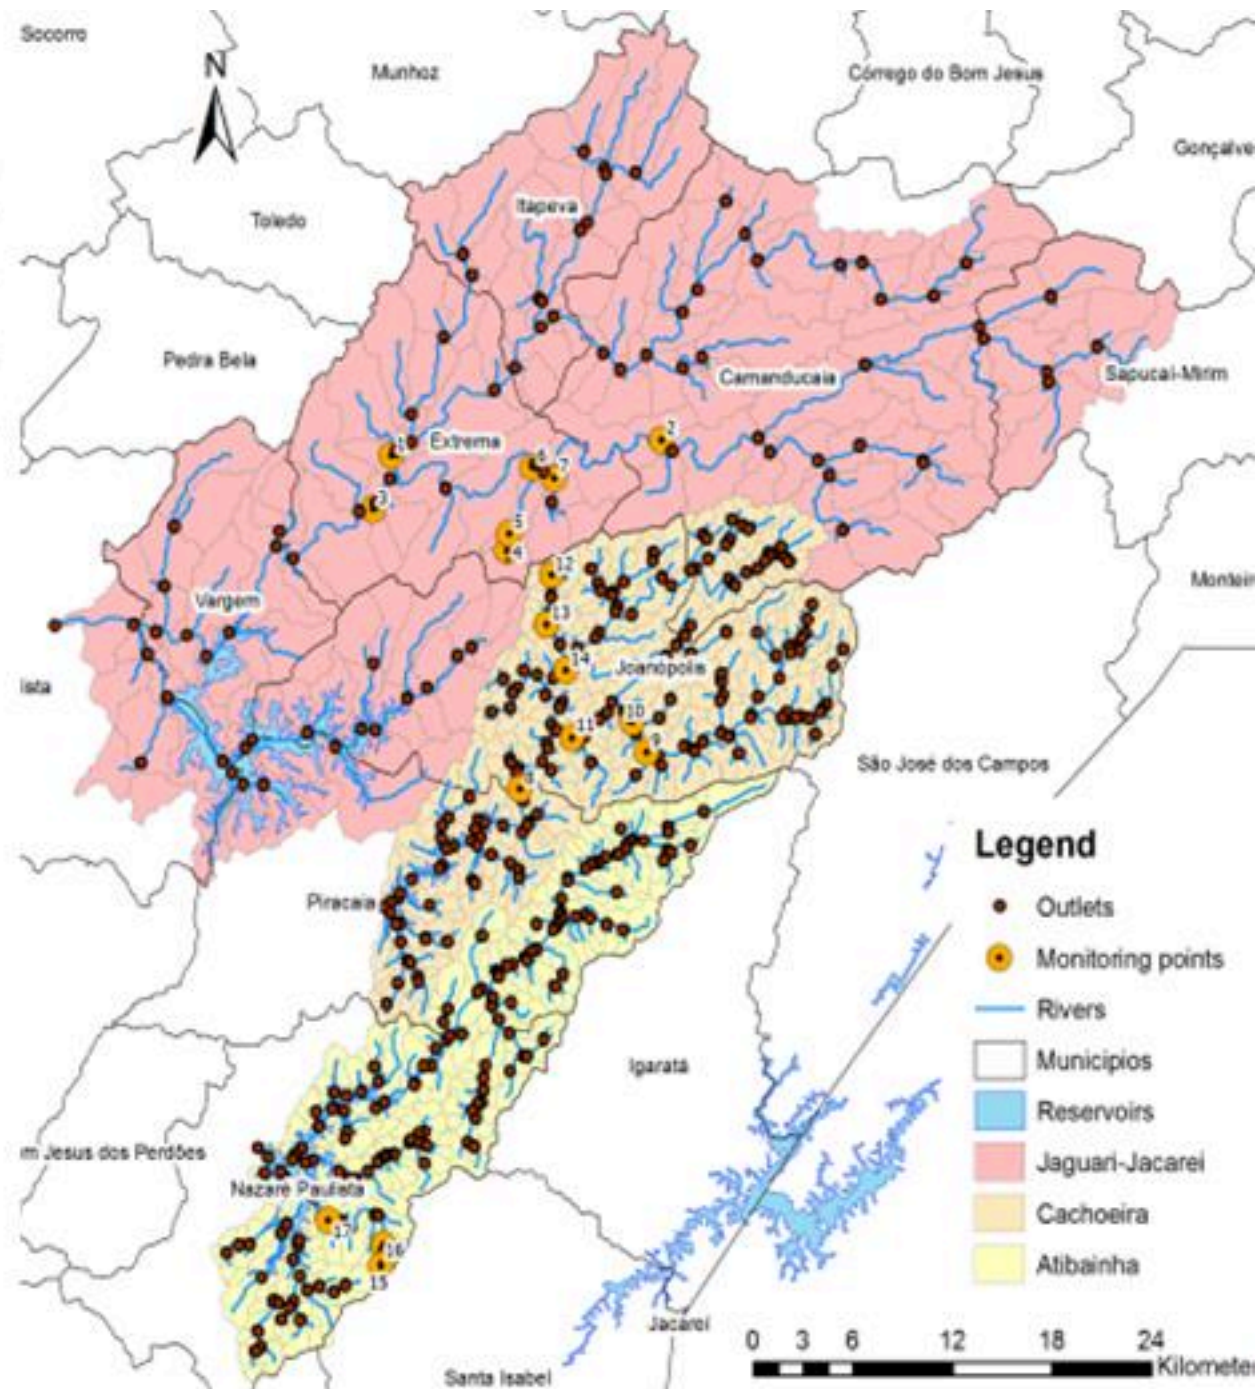 Socorro
N
Munhoz
Córrego do Bom Jesus
Gonçalve
Toledo
Itapeva
Pedra Bela
Camanducaia
Sapucaí-Mirim
Extrema
1
2
3
6
7
5
4
12
Vargem
13
Monteir
14
Joanópolis
ista
10
11
9
São José dos Campos
8
Legend
Piracaia
Outlets
Monitoring points
Rivers
Igaratá
Municipios
Reservoirs
m Jesus dos Perdões
Jaguari-Jacarei
Nazare Paulista
Cachoeira
17
16
15
Atibainha
Jacareí
0 3 6 12 18 24
Kilometer
Santa Isabel